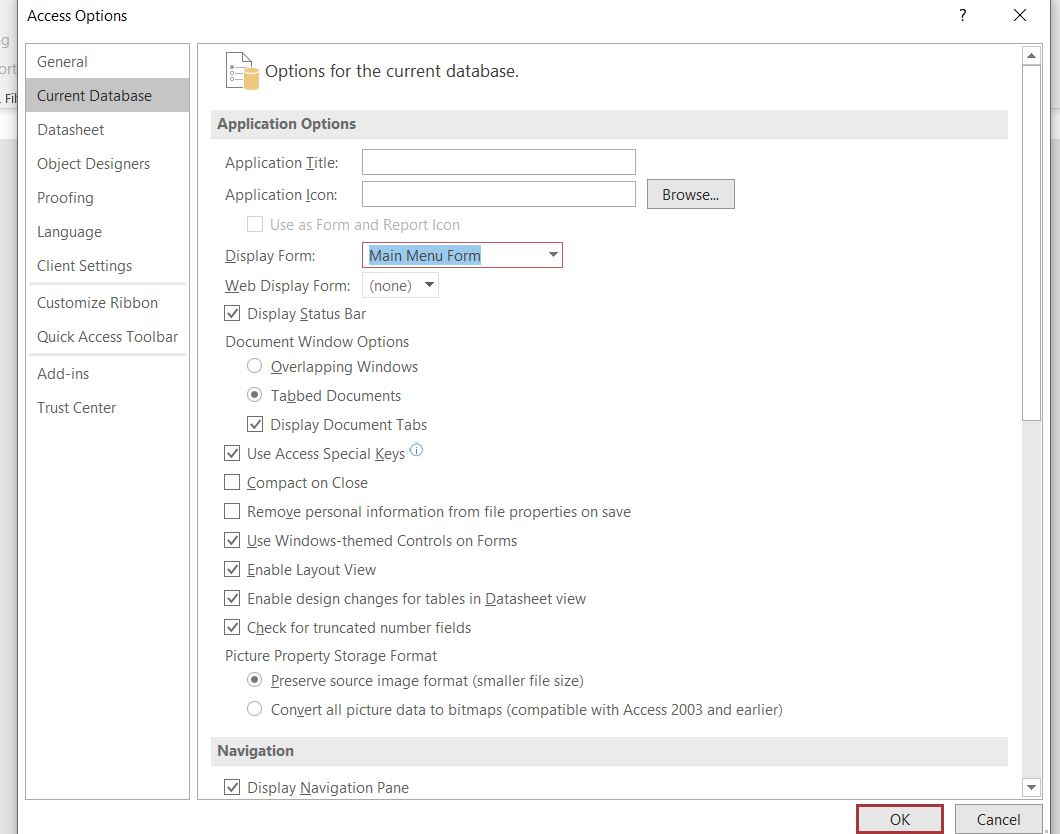 Access Options
?
General
Current Database
Datasheet
Object Designers
Proofing
Language
Client Settings
Customize Ribbon
Quick Access Toolbar
Add-ins
Trust Center
Options for the current database.
Application Options
Application Title:
Application Icon:
Browse...
Use as Form and Report Icon
Display Form:
Main Menu Form
Web Display Form:
(none)
Display Status Bar
Document Window Options
Overlapping Windows
Tabbed Documents
Display Document Tabs
Use Access Special Keys
Compact on Close
Remove personal information from file properties on save
Use Windows-themed Controls on Forms
Enable Layout View
Enable design changes for tables in Datasheet view
Check for truncated number fields
Picture Property Storage Format
Preserve source image format (smaller file size)
Convert all picture data to bitmaps (compatible with Access 2003 and earlier)
Navigation
Display Navigation Pane
OK
Cancel